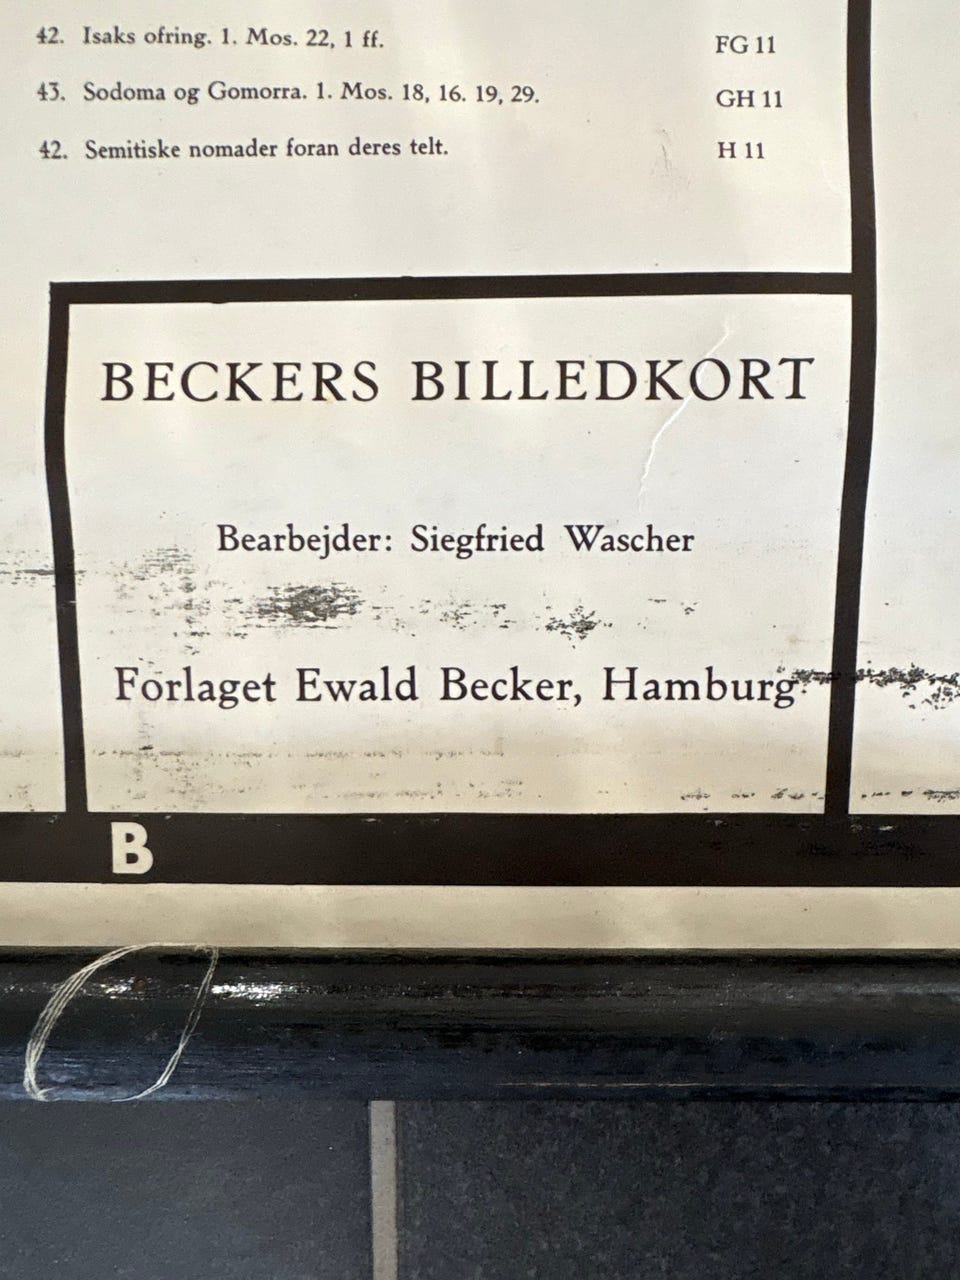 42. Isaks ofring. 1. Mos. 22, 1 ff. FG 11
43. Sodoma og Gomorra. 1. Mos. 18, 16. 19, 29. GH 11
42. Semitiske nomader foran deres telt. H 11
BECKERS BILLEDKORT
Bearbejder: Siegfried Wascher
Forlaget Ewald Becker, Hamburg
B